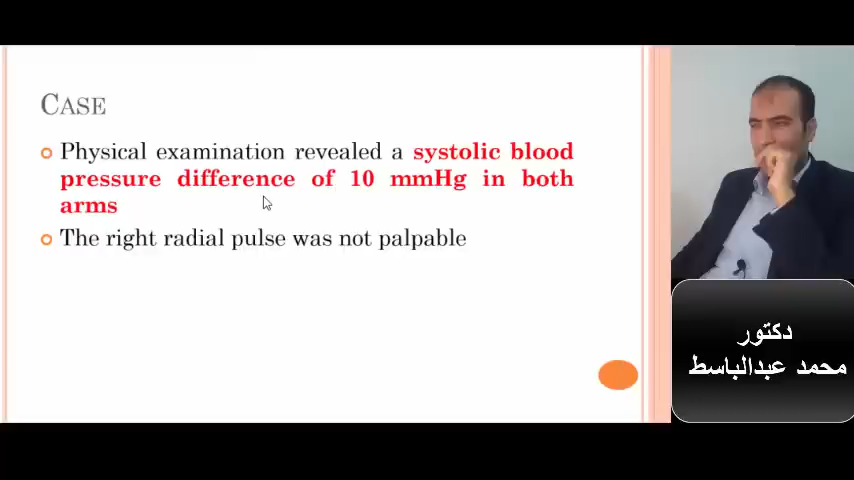 CASE
Physical examination revealed a systolic blood
pressure difference of 10 mmHg in both
arms
The right radial pulse was not palpable
دكتور
محمد عبدالباسط